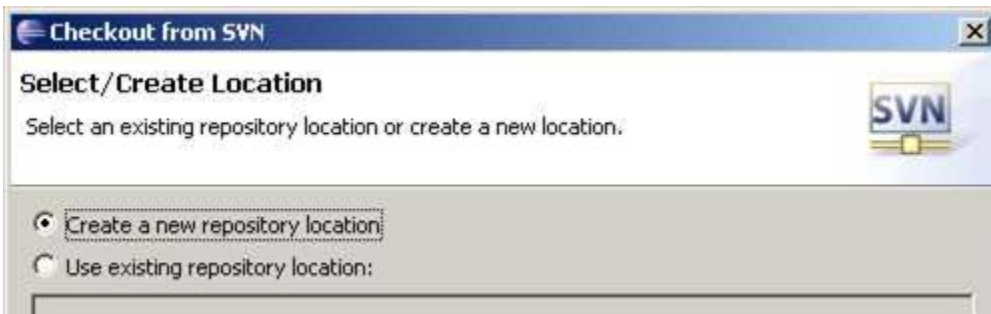 Checkout from SVN
Select/Create Location
Select an existing repository location or create a new location.
SVN
Create a new repository location
Use existing repository location: